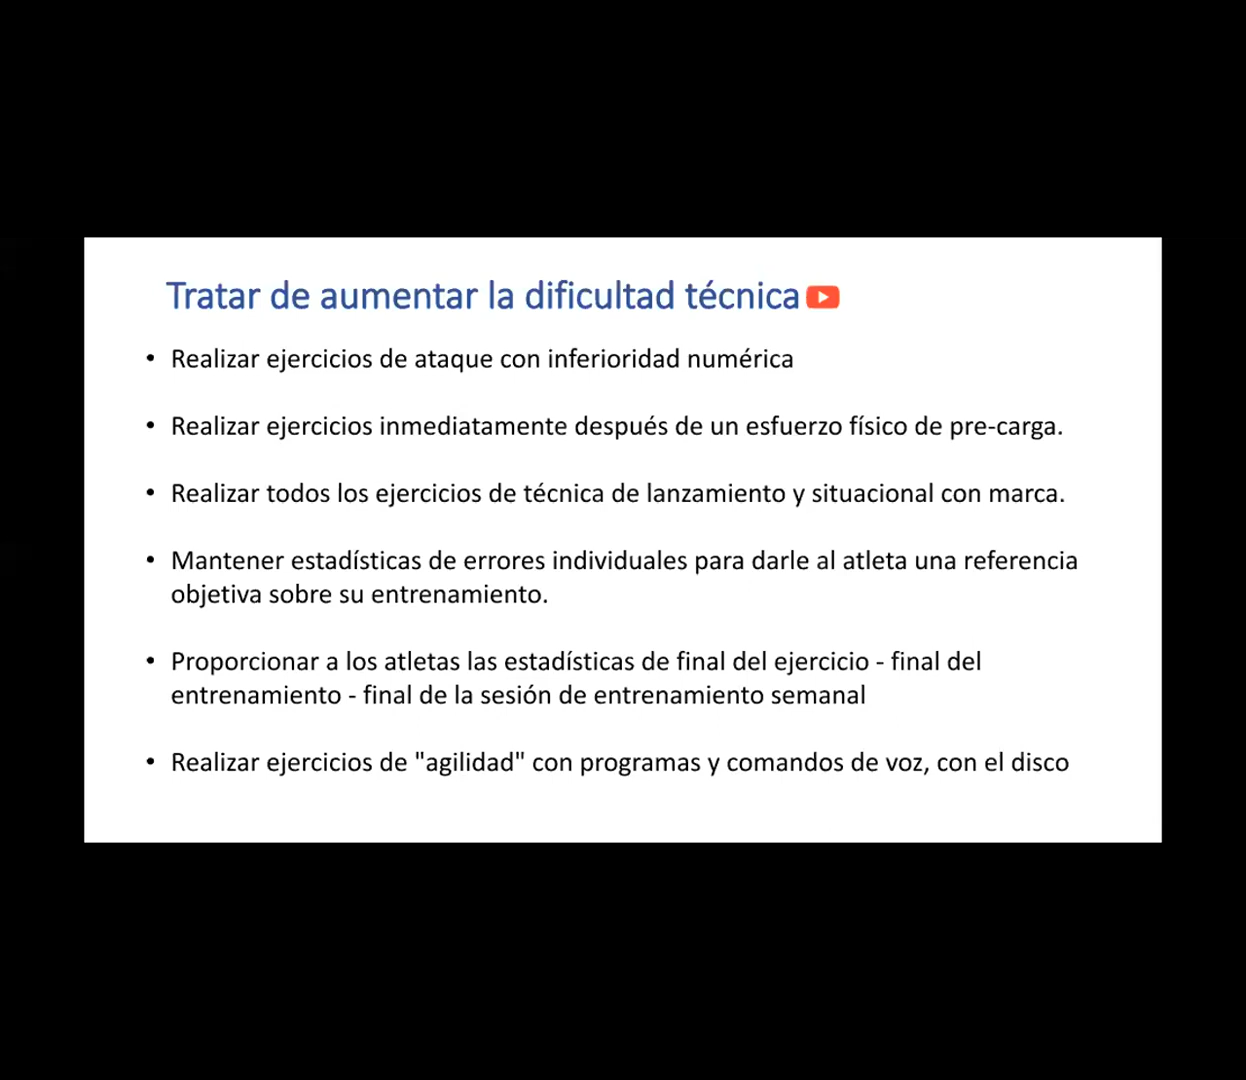 Tratar de aumentar la dificultad técnica
• Realizar ejercicios de ataque con inferioridad numérica
• Realizar ejercicios inmediatamente después de un esfuerzo físico de pre-carga.
• Realizar todos los ejercicios de técnica de lanzamiento y situacional con marca.
• Mantener estadísticas de errores individuales para darle al atleta una referencia
objetiva sobre su entrenamiento.
• Proporcionar a los atletas las estadísticas de final del ejercicio - final del
entrenamiento - final de la sesión de entrenamiento semanal
• Realizar ejercicios de "agilidad" con programas y comandos de voz, con el disco